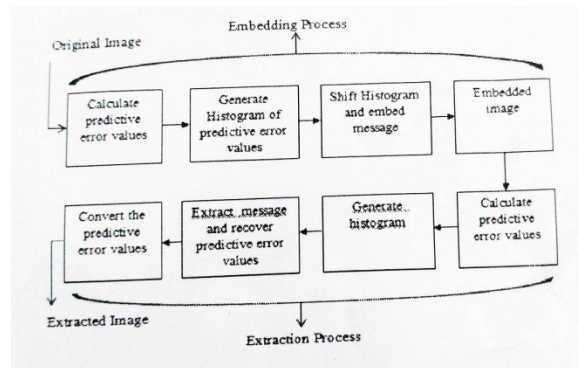 Embedding Process
Original Image
Calculate
predictive
error values
Generate
Histogram of
predictive error
values
Shift Histogram
and embed
message
Embedded
image
Convert the
predictive
error values
Extract message
and recover
predictive error
values
Generate
histogram
Calculate
predictive
error values
Extracted Image
Extraction Process